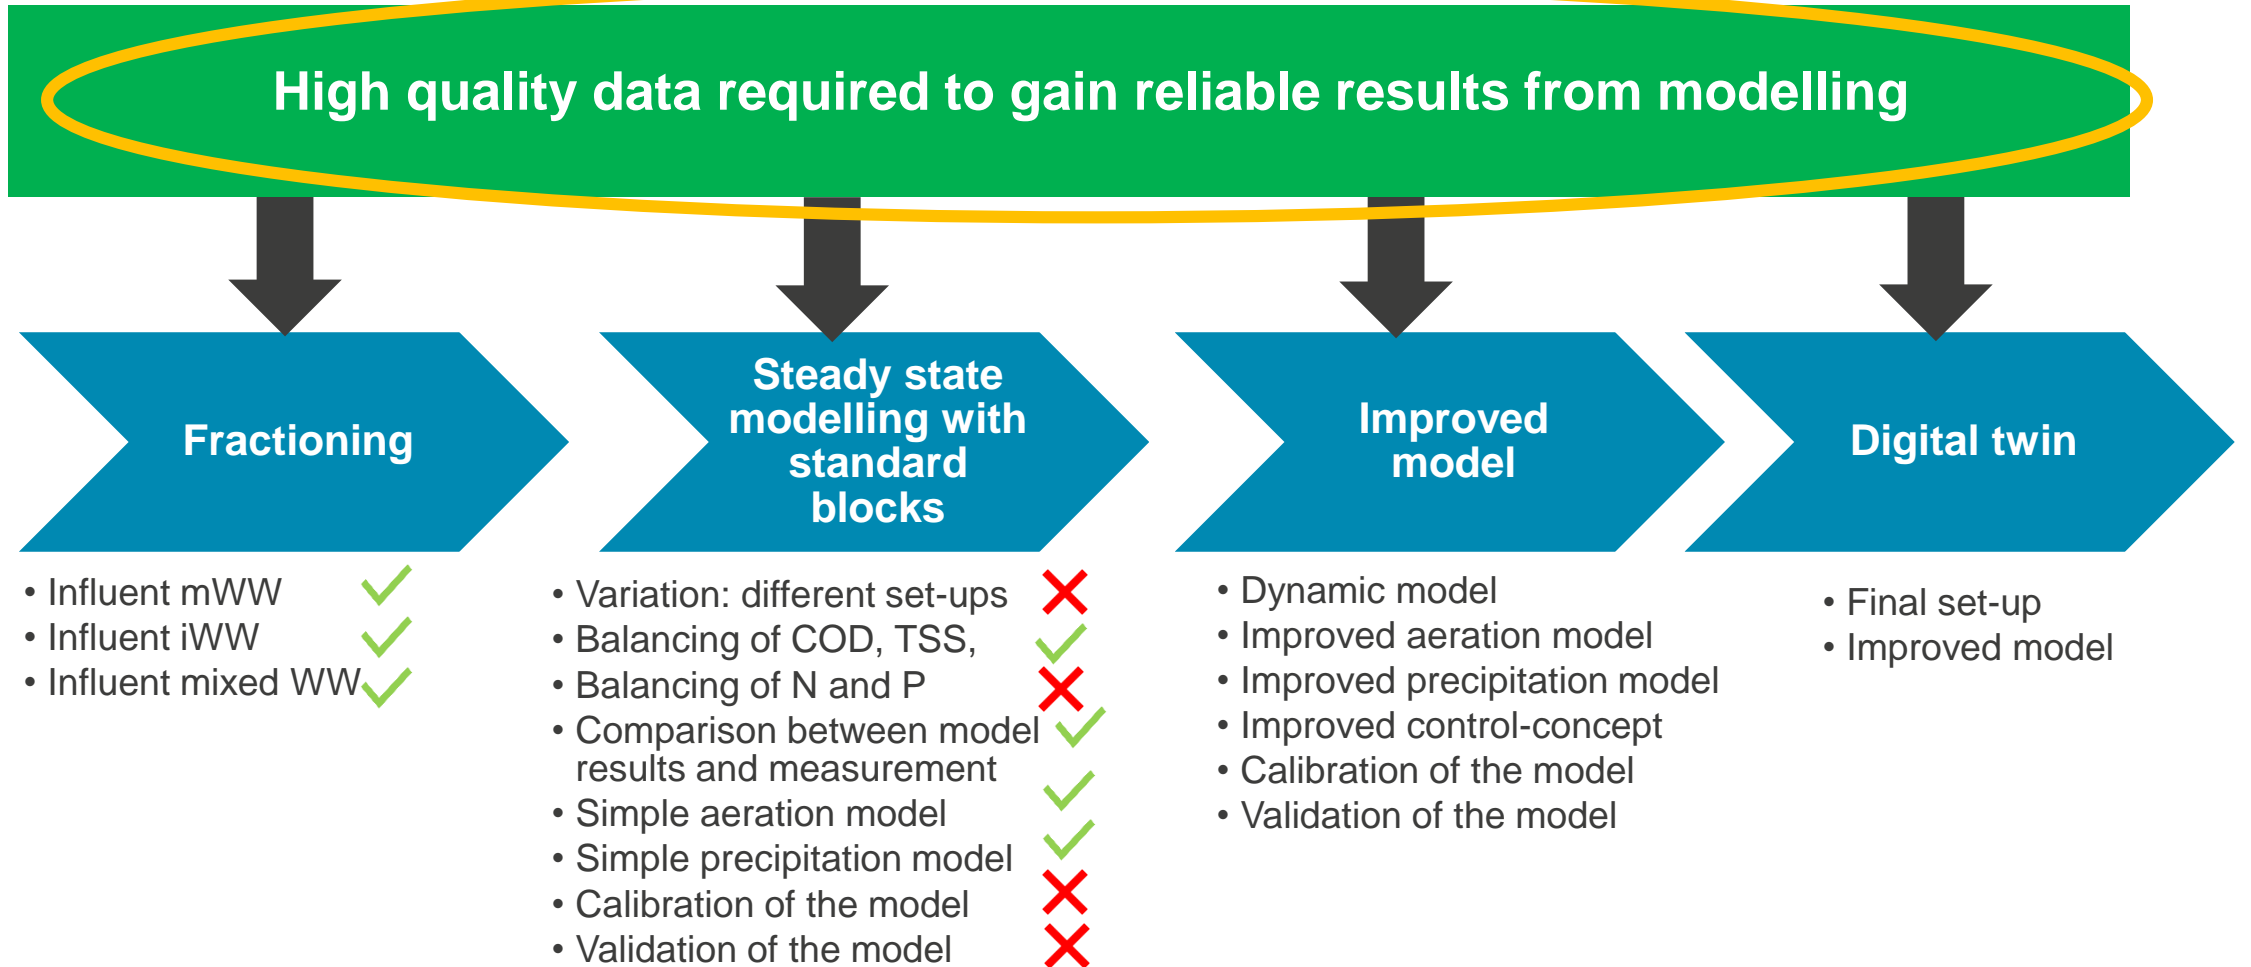 High quality data required to gain reliable results from modelling
Fractioning
Steady state
modelling with
standard
blocks
Improved
model
Digital twin
• Influent mWW
• Influent iWW
• Influent mixed WW
• Variation: different set-ups
• Balancing of COD, TSS,
• Balancing of N and P
• Comparison between model
results and measurement
• Simple aeration model
• Simple precipitation model
• Calibration of the model
• Validation of the model
• Dynamic model
• Improved aeration model
• Improved precipitation model
• Improved control-concept
• Calibration of the model
• Validation of the model
• Final set-up
• Improved model